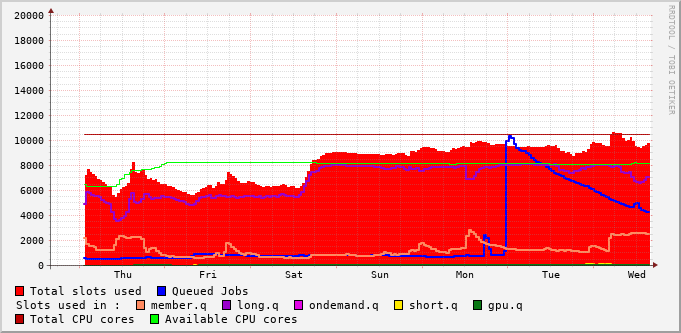 20000
18000
16000
14000
12000
10000
8000
6000
4000
2000
0
Thu Fri Sat Sun Mon Tue Wed
RRDTOOL / TOBI OETIKER
Total slots used Queued Jobs
Slots used in : member.q long.q ondemand.q short.q gpu.q
Total CPU cores Available CPU cores